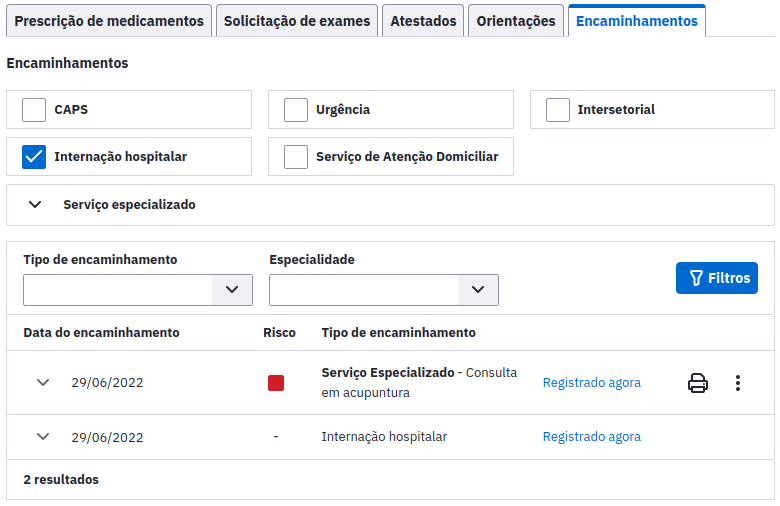 Prescrição de medicamentos Solicitação de exames Atestados Orientações Encaminhamentos
Encaminhamentos
CAPS Urgência Intersetorial
Internação hospitalar Serviço de Atenção Domiciliar
Serviço especializado
Tipo de encaminhamento Especialidade
Filtros
Data do encaminhamento Risco Tipo de encaminhamento
29/06/2022 Serviço Especializado - Consulta em acupuntura Registrado agora
29/06/2022 - Internação hospitalar Registrado agora
2 resultados